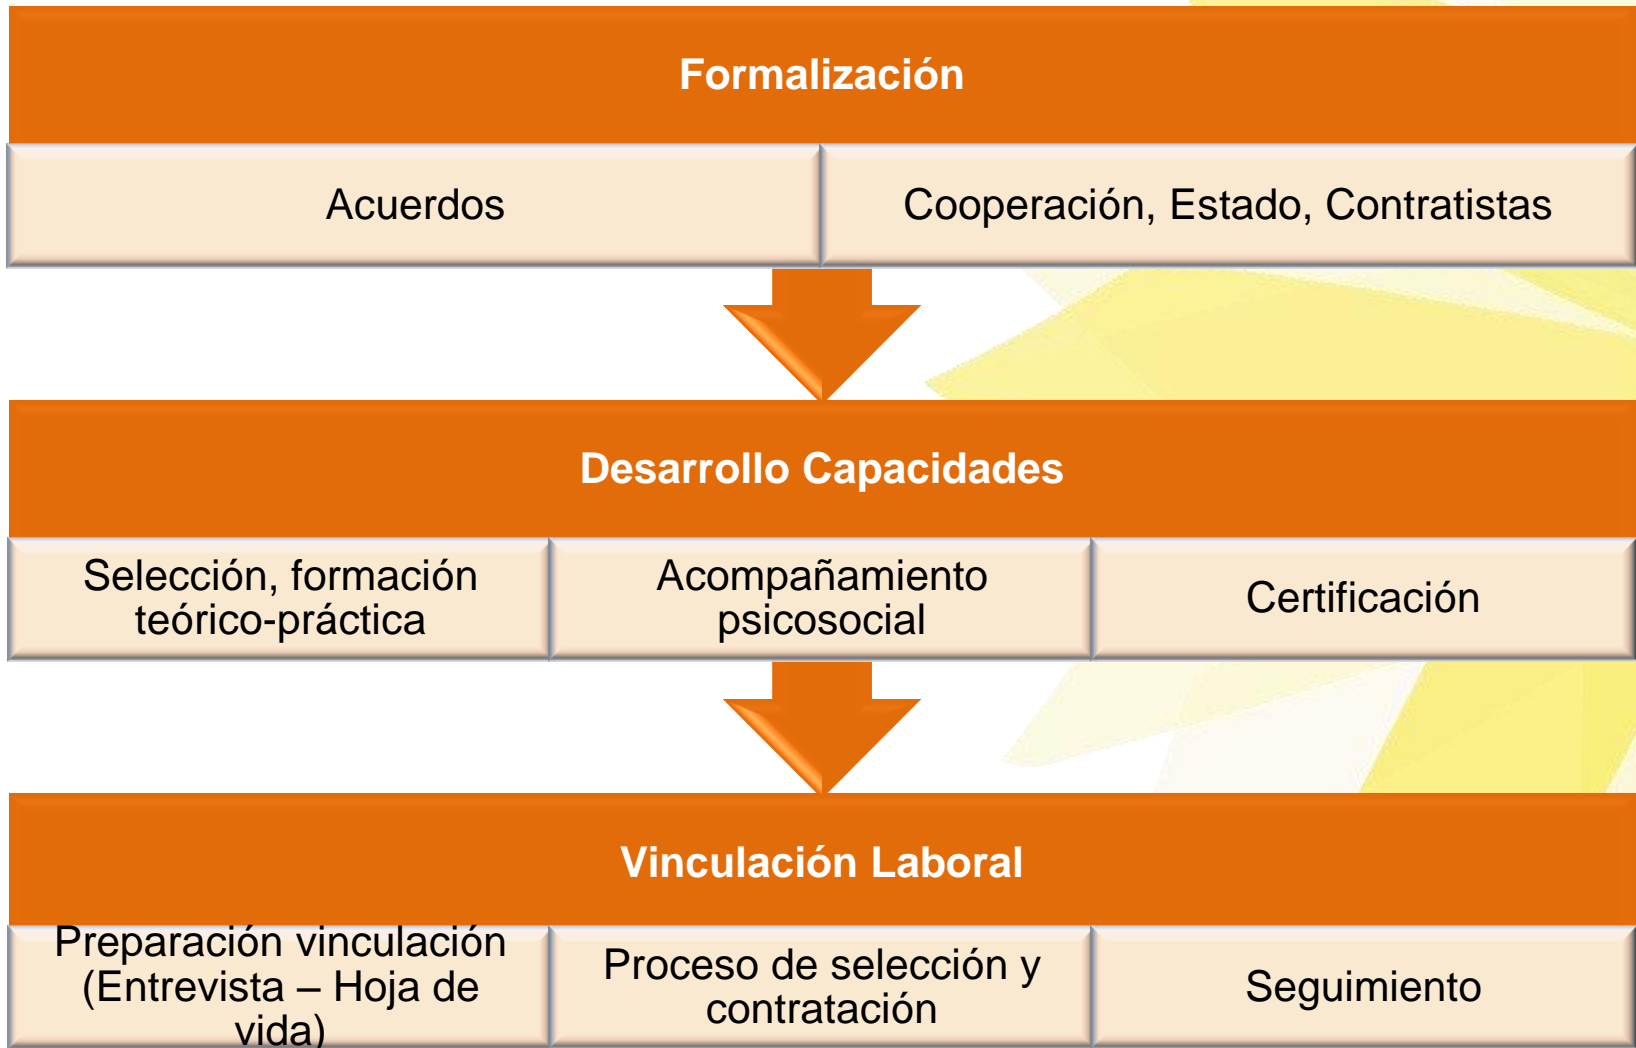 Formalización
Acuerdos
Cooperación, Estado, Contratistas
Desarrollo Capacidades
Selección, formación
teórico-práctica
Acompañamiento
psicosocial
Certificación
Vinculación Laboral
Preparación vinculación
(Entrevista – Hoja de
vida)
Proceso de selección y
contratación
Seguimiento